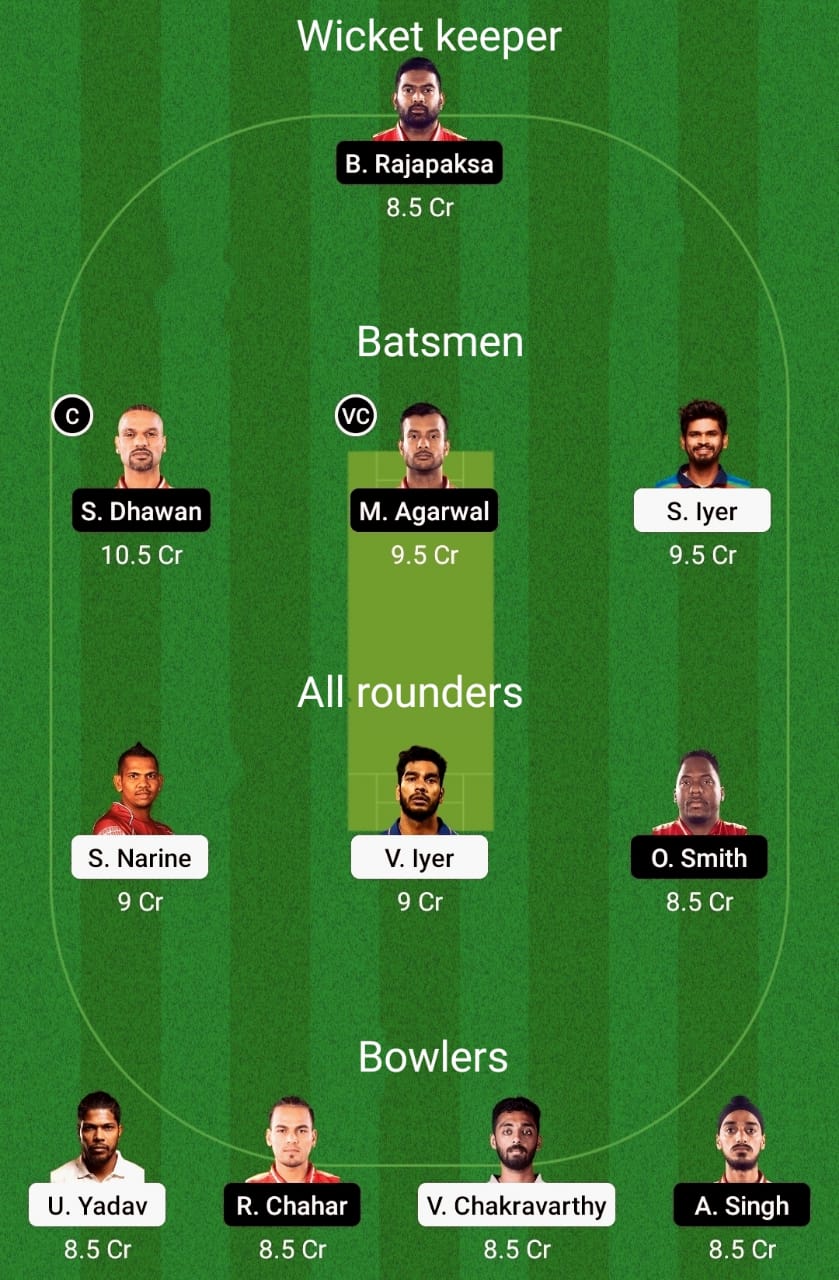 Wicket keeper
B. Rajapaksa
8.5 Cr
Batsmen
C
VC
S. Dhawan
M. Agarwal
S. Iyer
10.5 Cr
9.5 Cr
9.5 Cr
All rounders
S. Narine
V. Iyer
O. Smith
9 Cr
9 Cr
8.5 Cr
Bowlers
U. Yadav
R. Chahar
V. Chakravarthy
A. Singh
8.5 Cr
8.5 Cr
8.5 Cr
8.5 Cr